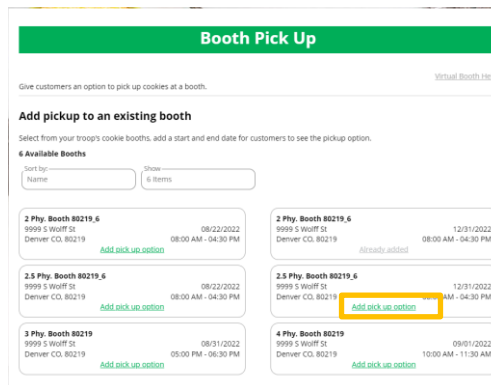 Booth Pick Up
Virtual Booth He
Give customers an option to pick up cookies at a booth.
Add pickup to an existing booth
Select from your troop's cookie booths, add a start and end date for customers to see the pickup option.
6 Available Booths
Sort by: Show
Name 6 Items
2 Phy. Booth 80219_6
9999 S Wolff St 08/22/2022
Denver CO, 80219 08:00 AM - 04:30 PM
Add pick up option
2 Phy. Booth 80219_6
9999 S Wolff St 12/31/2022
Denver CO, 80219 08:00 AM - 04:30 PM
Already added
2.5 Phy. Booth 80219_6
9999 S Wolff St 08/22/2022
Denver CO, 80219 08:00 AM - 04:30 PM
Add pick up option
2.5 Phy. Booth 80219_6
9999 S Wolff St 12/31/2022
Denver CO, 80219 AM - 04:30 PM
Add pick up option
3 Phy. Booth 80219
9999 S Wolff St 08/31/2022
Denver CO, 80219 05:00 PM - 06:30 PM
Add pick up option
4 Phy. Booth 80219
9999 S Wolff St 09/01/2022
Denver CO, 80219 10:00 AM - 11:30 AM
Add pick up option